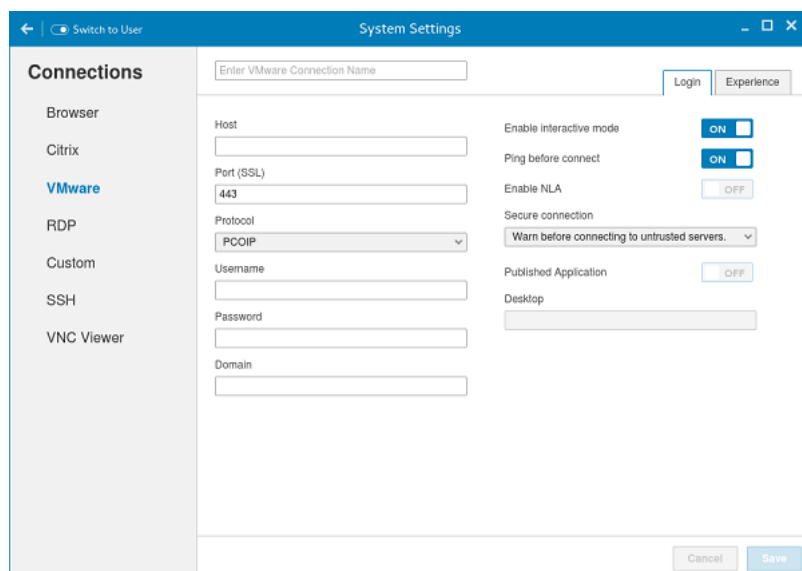 Switch to User
System Settings
Connections
Browser
Citrix
VMware
RDP
Custom
SSH
VNC Viewer
Enter VMware Connection Name
Login
Experience
Host
Port (SSL)
443
Protocol
PCOIP
Username
Password
Domain
Enable interactive mode
ON
Ping before connect
ON
Enable NLA
OFF
Secure connection
Warn before connecting to untrusted servers.
Published Application
OFF
Desktop
Cancel
Save